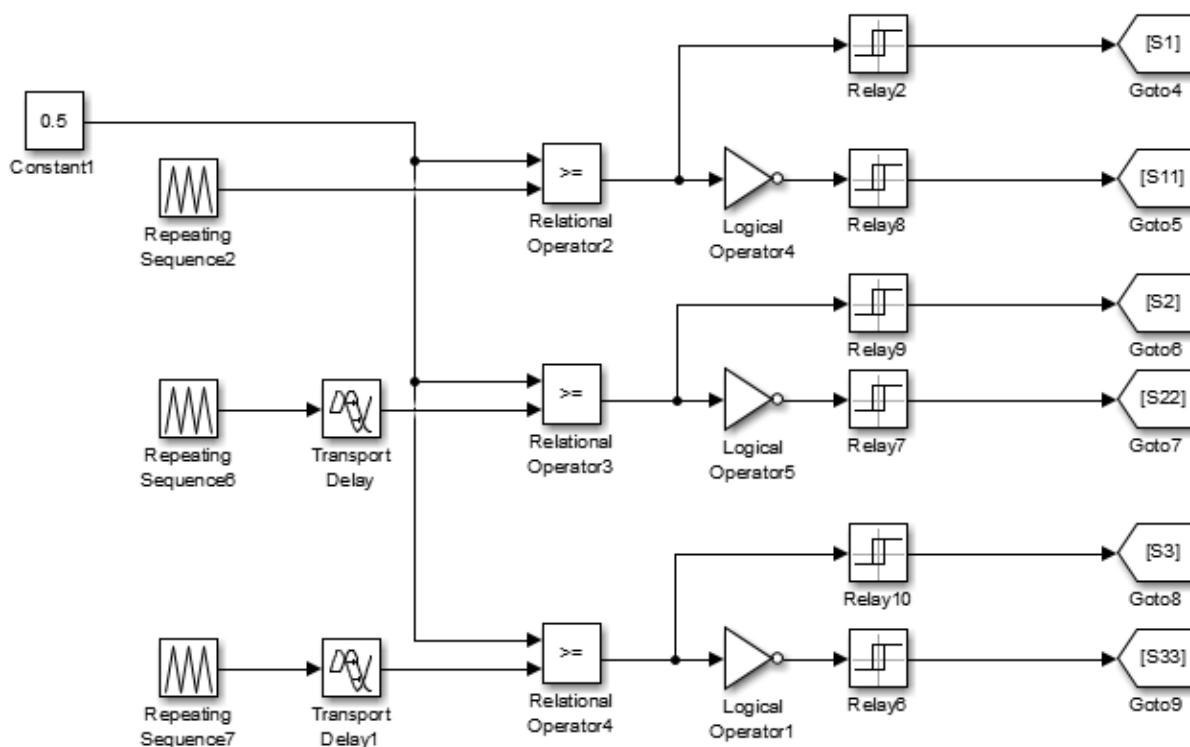 [S1]
Relay2
Goto4
0.5
Constant1
>=
[S11]
Repeating
Sequence2
Relational
Operator2
Logical
Operator4
Relay8
Goto5
[S2]
Relay9
Goto6
>=
[S22]
Repeating
Sequence6
Transport
Delay
Relational
Operator3
Logical
Operator5
Relay7
Goto7
[S3]
Relay10
Goto8
>=
[S33]
Repeating
Sequence7
Transport
Delay1
Relational
Operator4
Logical
Operator1
Relay6
Goto9